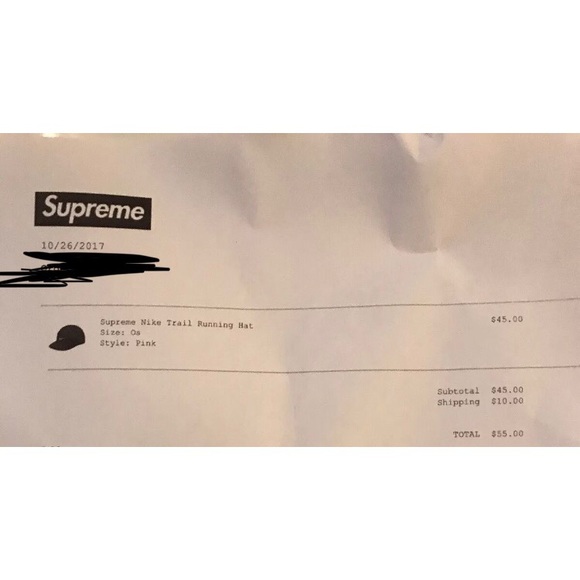 Supreme
10/26/2017
Supreme Nike Trail Running Hat $45.00
Size: Os
Style: Pink
Subtotal $45.00
Shipping $10.00
TOTAL $55.00